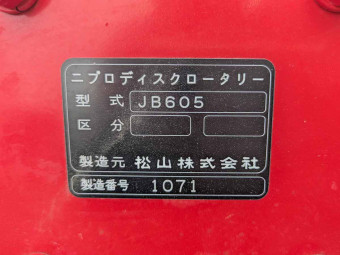 ニプロディスクロータリー
型式 JB605
区分
製造元 松山株式会社
製造番号 1071